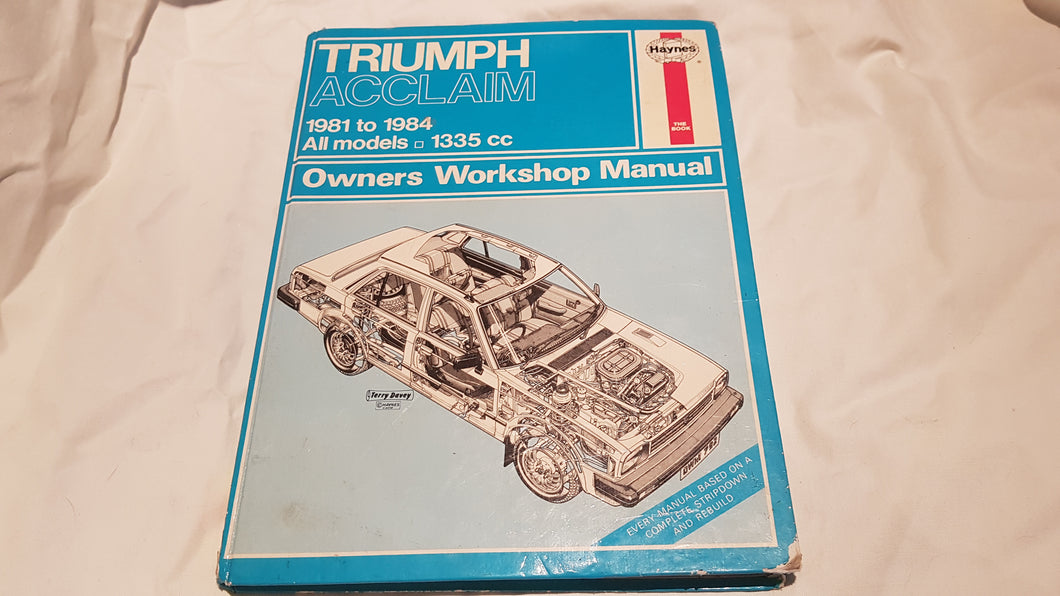 TRIUMPH
ACCLAIM
1981 to 1984
All models □ 1335 cc
Haynes
®
THE
BOOK
Owners Workshop Manual
Terry Davey
© HAYNES
EVERY MANUAL BASED ON A
COMPLETE STRIPDOWN
AND REBUILD